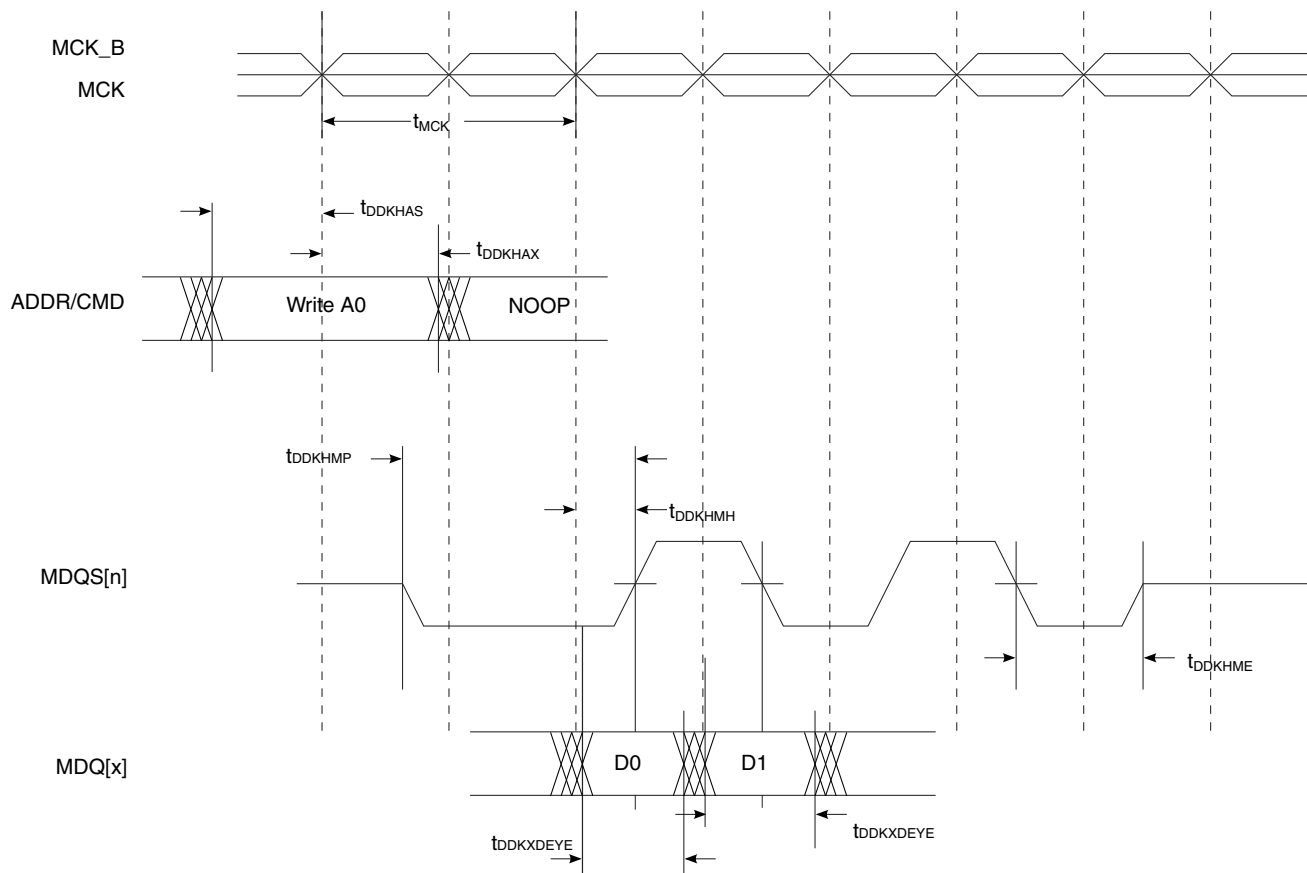 MCK_B
MCK
tMCK
tDDKHAS
tDDKHAX
ADDR/CMD
Write A0
NOOP
tDDKHMP
tDDKHMH
MDQS[n]
tDDKHME
MDQ[x]
D0
D1
tDDKXDEYE
tDDKXDEYE